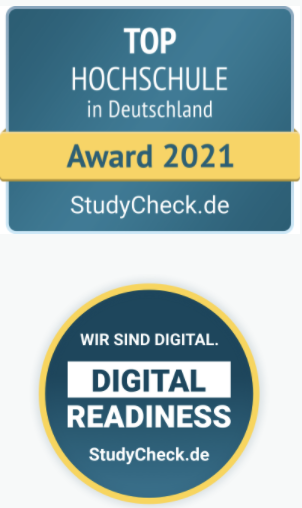 TOP
HOCHSCHULE
in Deutschland
Award 2021
StudyCheck.de
WIR SIND DIGITAL.
DIGITAL
READINESS
StudyCheck.de